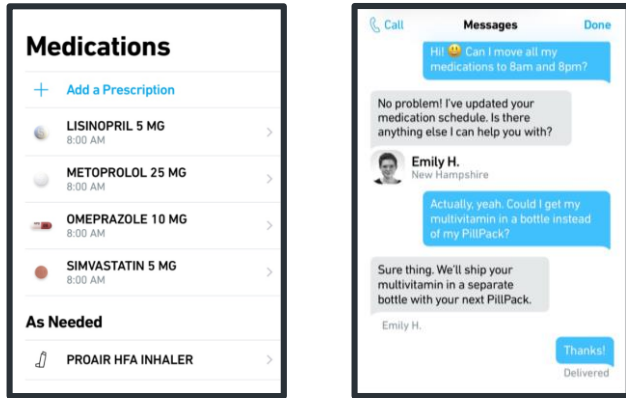 Medications
+ Add a Prescription
LISINOPRIL 5 MG
8:00 AM
METOPROLOL 25 MG
8:00 AM
OMEPRAZOLE 10 MG
8:00 AM
SIMVASTATIN 5 MG
8:00 AM
As Needed
PROAIR HFA INHALER
Call Messages Done
Hi! 😃 Can I move all my
medications to 8am and 8pm?
No problem! I've updated your
medication schedule. Is there
anything else I can help you with?
Emily H.
New Hampshire
Actually, yeah. Could I get my
multivitamin in a bottle instead
of my PillPack?
Sure thing. We'll ship your
multivitamin in a separate
bottle with your next PillPack.
Emily H.
Thanks!
Delivered